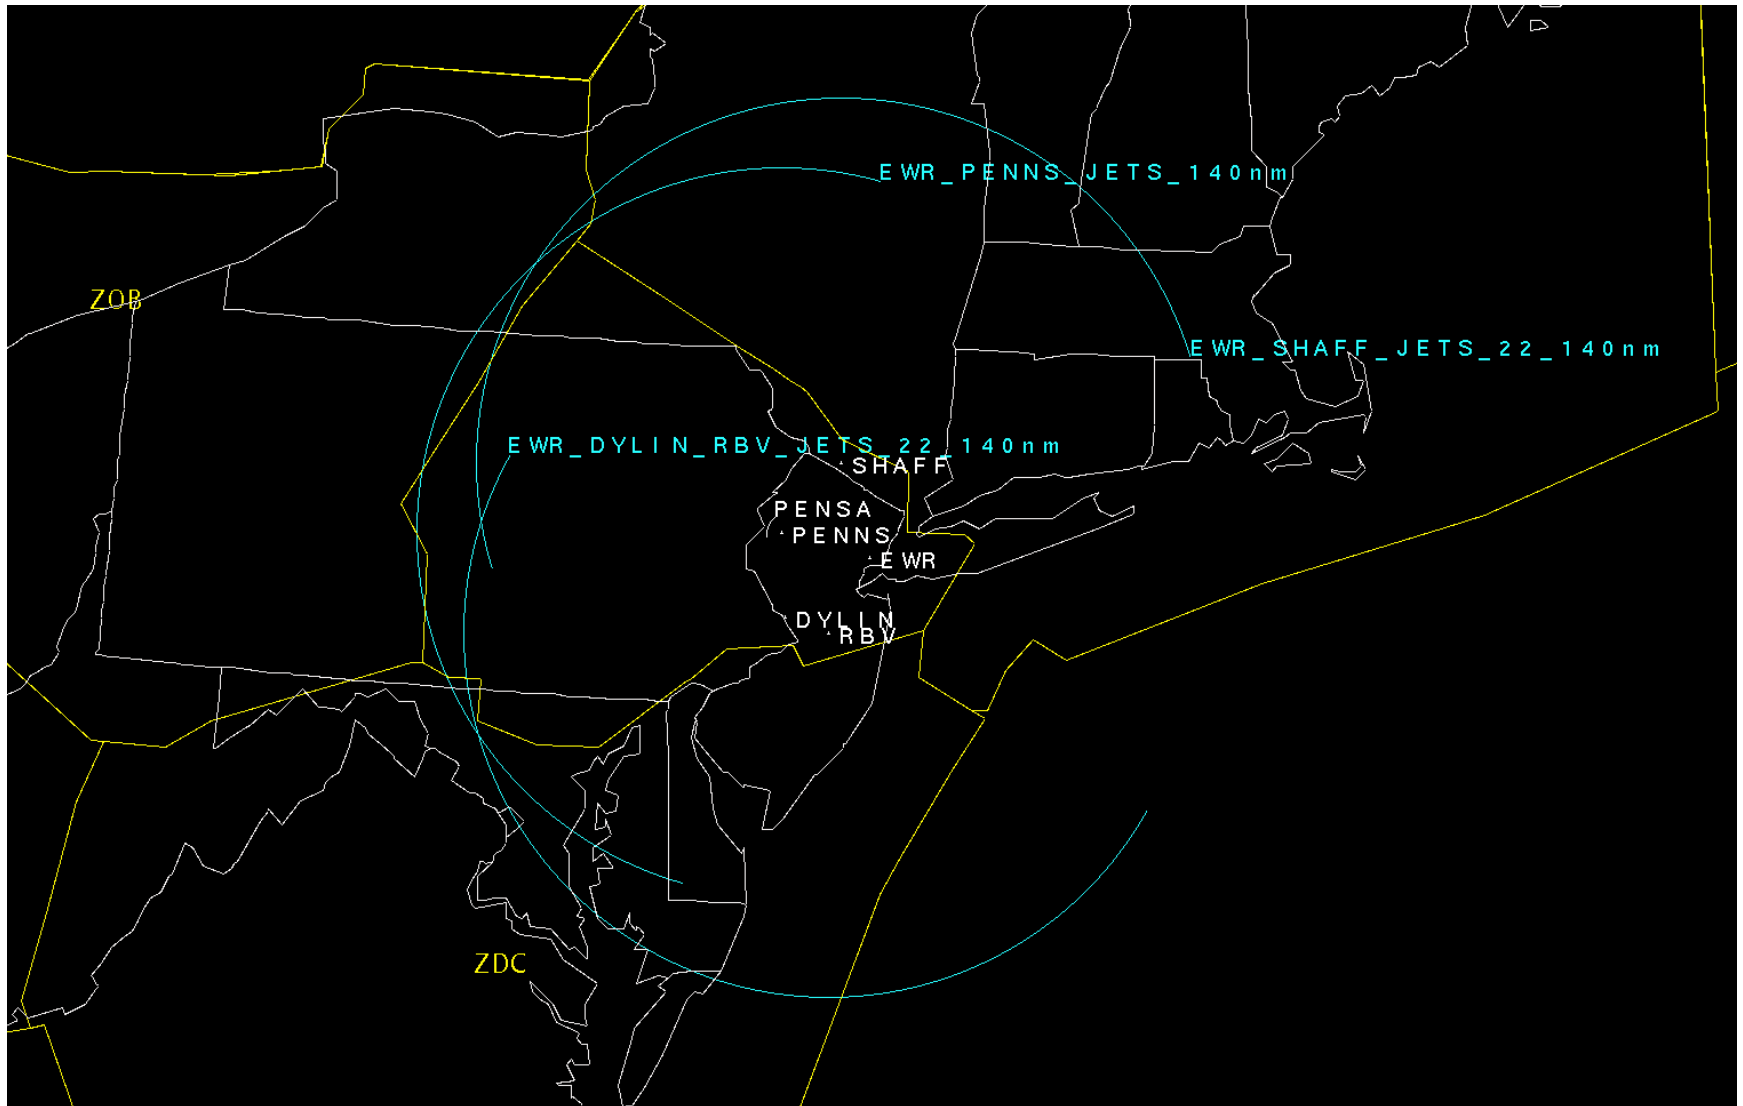 EWR_PENNS_JETS_140nm
ZOB
EWR_SHAFF_JETS_22_140nm
EWR_DYLIN_RBV_JETS_22_140nm
SHAFF
PENSA
PENNS
EWR
DYLIN
RBV
ZDC